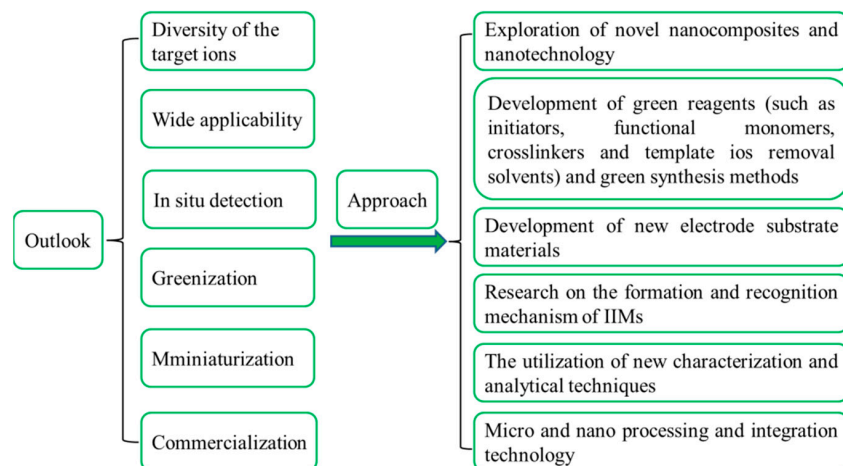 Outlook
Diversity of the
target ions
Wide applicability
In situ detection
Greenization
Mminiaturization
Commercialization
Approach
Exploration of novel nanocomposites and
nanotechnology
Development of green reagents (such as
initiators, functional monomers,
crosslinkers and template ios removal
solvents) and green synthesis methods
Development of new electrode substrate
materials
Research on the formation and recognition
mechanism of IIMs
The utilization of new characterization and
analytical techniques
Micro and nano processing and integration
technology